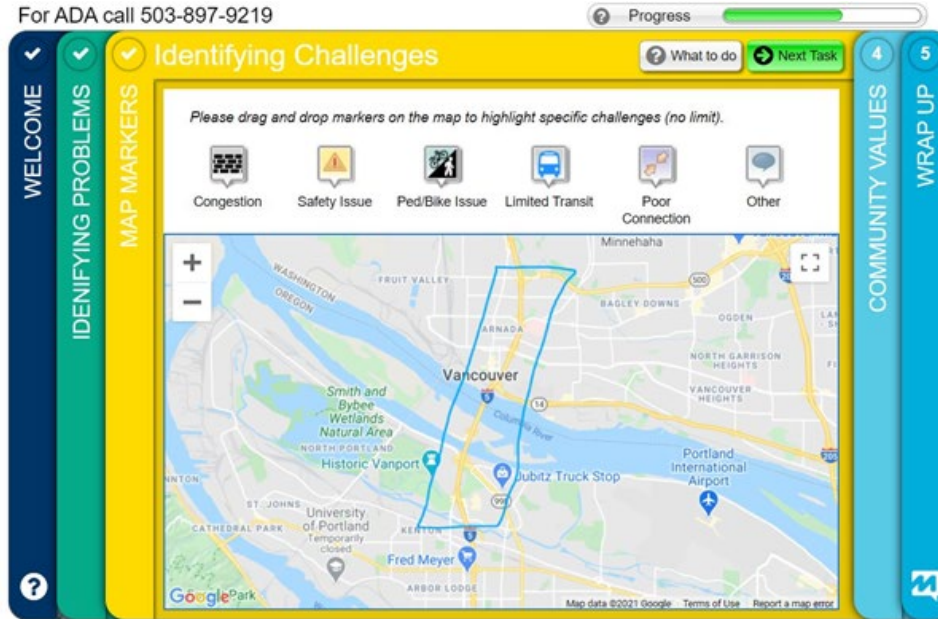 For ADA call 503-897-9219
Progress
WELCOME
IDENIFYING PROBLEMS
MAP MARKERS
Identifying Challenges
What to do
Next Task
4
COMMUNITY VALUES
5
WRAP UP
Please drag and drop markers on the map to highlight specific challenges (no limit).
Congestion
Safety Issue
Ped/Bike Issue
Limited Transit
Poor
Connection
Other
Minnehaha
WASHINGTON
OREGON
FRUIT VALLEY
500
BAGLEY DOWNS
OGDEN
ARNADA
NORTH GARRISON
HEIGHTS
Vancouver
5
VANCOUVER
HEIGHTS
14
Columbia River
Smith and
Bybee
Wetlands
Natural Area
NORTH PORTLAND
Historic Vanport
Jubitz Truck Stop
Portland
International
Airport
205
ST. JOHNS
University
of Portland
Temporarily
closed
CATHEDRAL PARK
KENTON
5
Fred Meyer
ARBOR LODGE
Google
Park
Map data ©2021 Google
Terms of Use
Report a map error